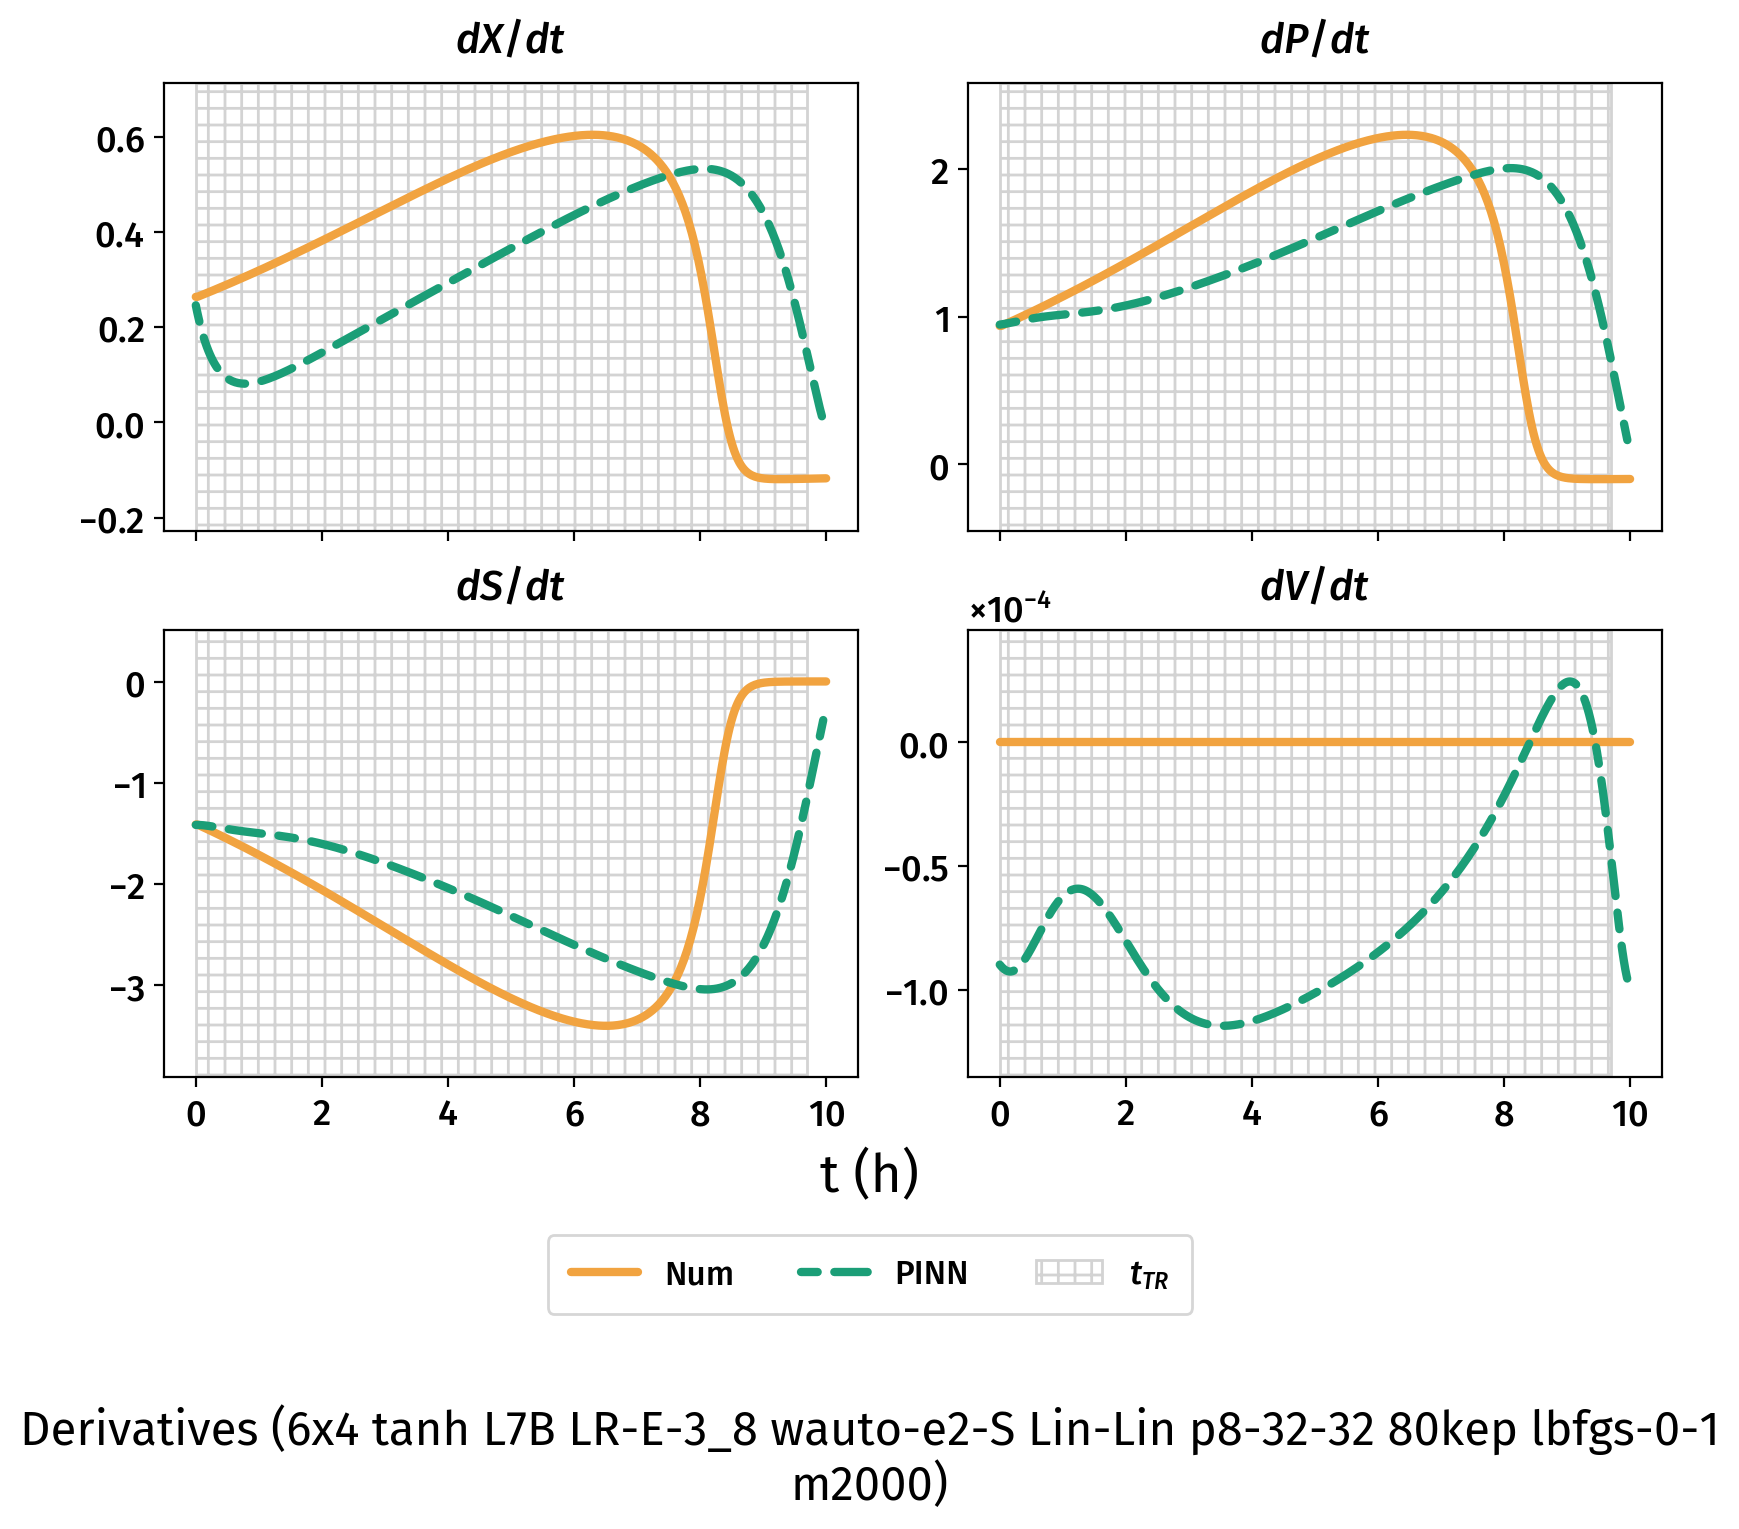 dX/dt
dP/dt
0.6
0.4
0.2
0.0
−0.2
2
1
0
dS/dt
dV/dt
×10⁻⁴
0
−1
−2
−3
0.0
−0.5
−1.0
0 2 4 6 8 10
0 2 4 6 8 10
t (h)
Num PINN t_TR
Derivatives (6x4 tanh L7B LR-E-3_8 wauto-e2-S Lin-Lin p8-32-32 80kep lbfgs-0-1
m2000)